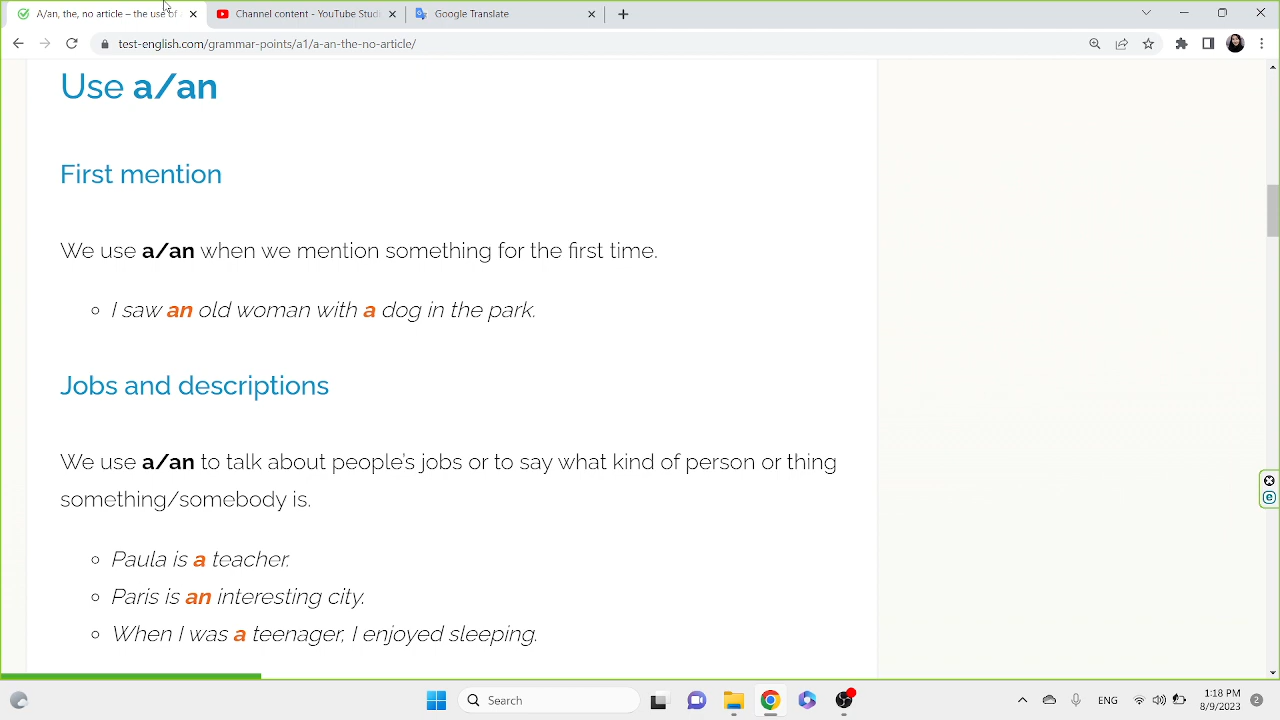 A/an, the, no article – the use of
Channel content - YouTube Studi
Google Translate
test-english.com/grammar-points/a1/a-an-the-no-article/
Use a/an
First mention
We use a/an when we mention something for the first time.
I saw an old woman with a dog in the park.
Jobs and descriptions
We use a/an to talk about people's jobs or to say what kind of person or thing
something/somebody is.
Paula is a teacher.
Paris is an interesting city.
When I was a teenager, I enjoyed sleeping.
Search
ENG
1:18 PM
8/9/2023
2